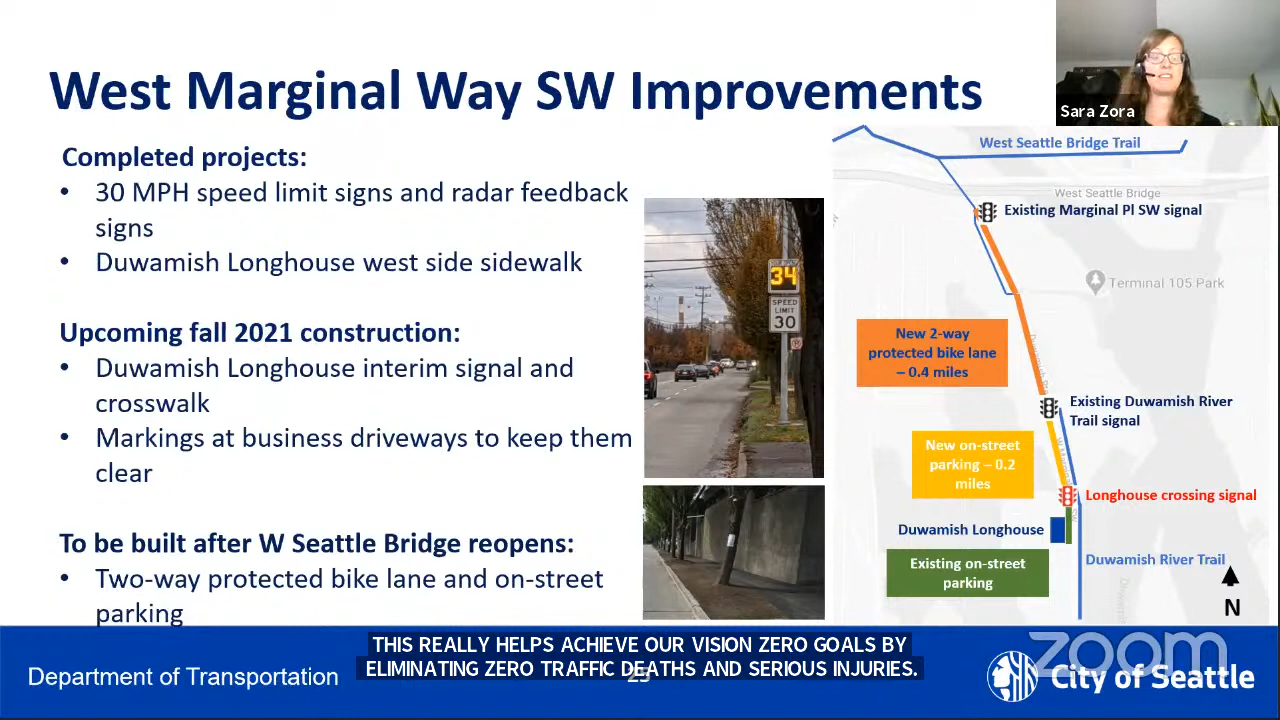 West Marginal Way SW Improvements
Sara Zora
Completed projects:
• 30 MPH speed limit signs and radar feedback
signs
• Duwamish Longhouse west side sidewalk
Upcoming fall 2021 construction:
• Duwamish Longhouse interim signal and
crosswalk
• Markings at business driveways to keep them
clear
To be built after W Seattle Bridge reopens:
• Two-way protected bike lane and on-street
parking
34
SPEED
LIMIT
30
West Seattle Bridge Trail
West Seattle Bridge
Existing Marginal Pl SW signal
Terminal 105 Park
New 2-way
protected bike lane
– 0.4 miles
Existing Duwamish River
Trail signal
New on-street
parking – 0.2
miles
Longhouse crossing signal
Duwamish Longhouse
Existing on-street
parking
Duwamish River Trail
N
THIS REALLY HELPS ACHIEVE OUR VISION ZERO GOALS BY
ELIMINATING ZERO TRAFFIC DEATHS AND SERIOUS INJURIES.
Department of Transportation
zoom
City of Seattle